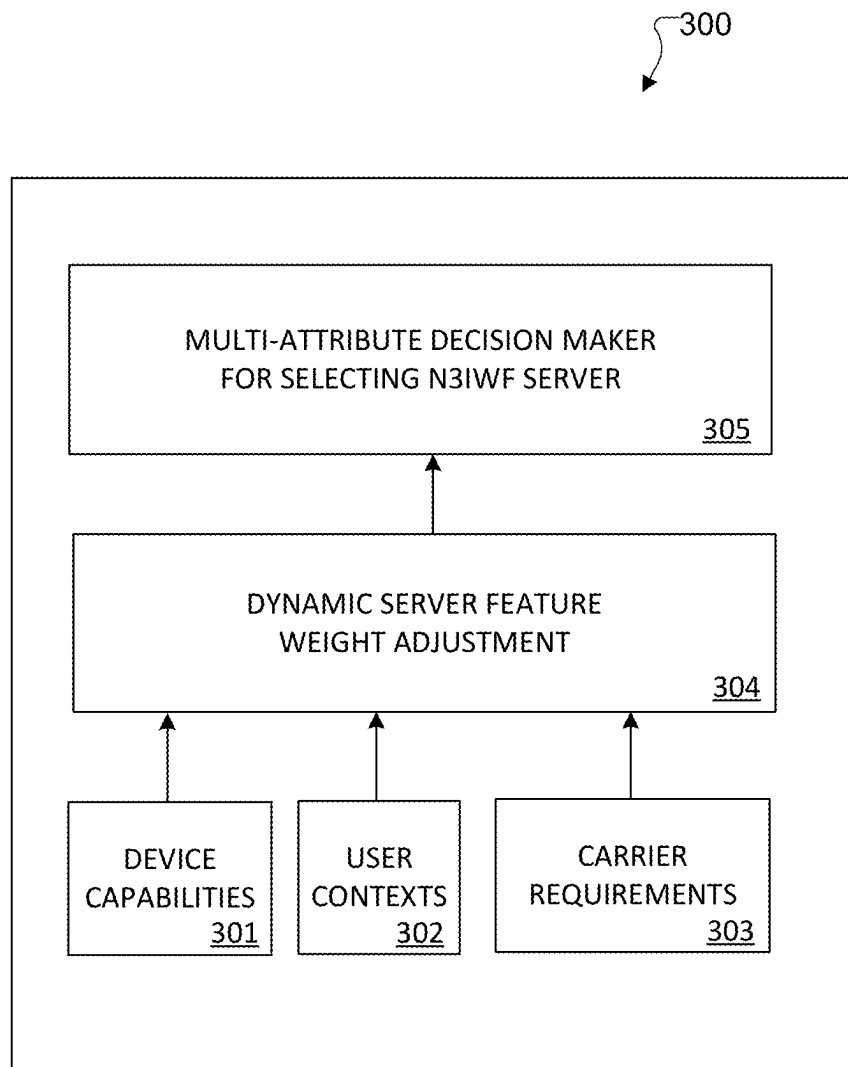 300
MULTI-ATTRIBUTE DECISION MAKER
FOR SELECTING N3IWF SERVER
305
DYNAMIC SERVER FEATURE
WEIGHT ADJUSTMENT
304
DEVICE
CAPABILITIES
301
USER
CONTEXTS
302
CARRIER
REQUIREMENTS
303